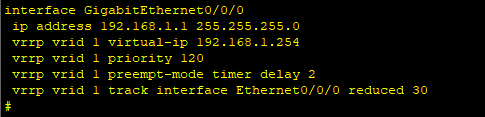 interface GigabitEthernet0/0/0
ip address 192.168.1.1 255.255.255.0
vrrp vrid 1 virtual-ip 192.168.1.254
vrrp vrid 1 priority 120
vrrp vrid 1 preempt-mode timer delay 2
vrrp vrid 1 track interface Ethernet0/0/0 reduced 30
#